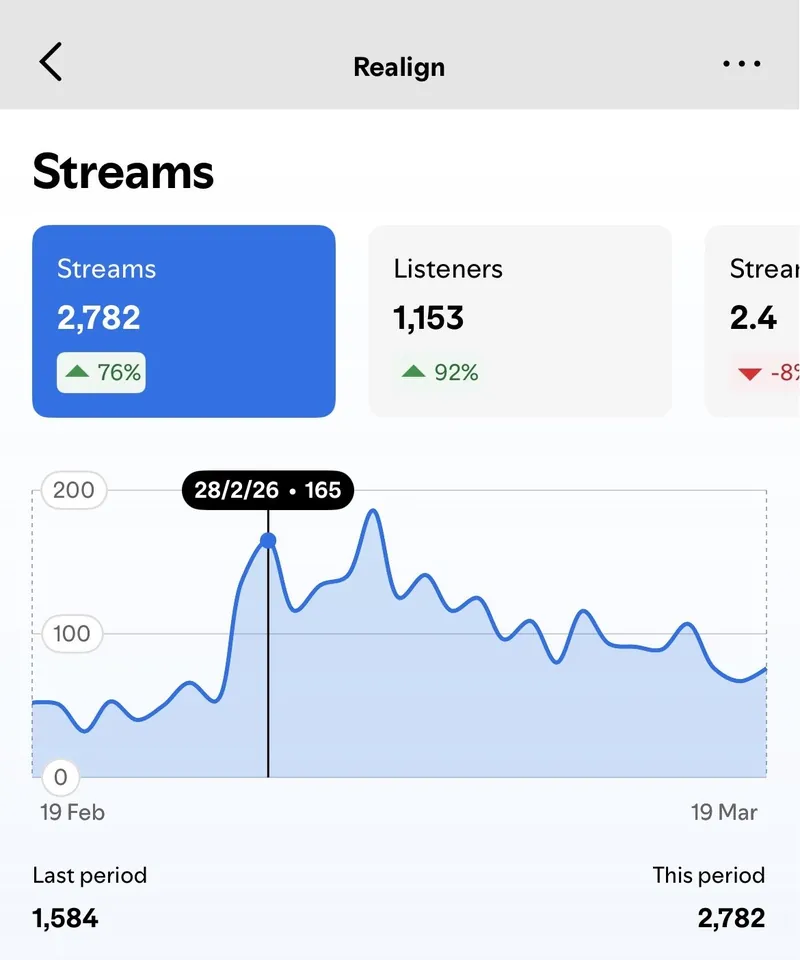 Realign
Streams
Streams
2,782
76%
Listeners
1,153
92%
2.4
200
28/2/26 • 165
100
0
19 Feb
19 Mar
Last period
This period
1,584
2,782